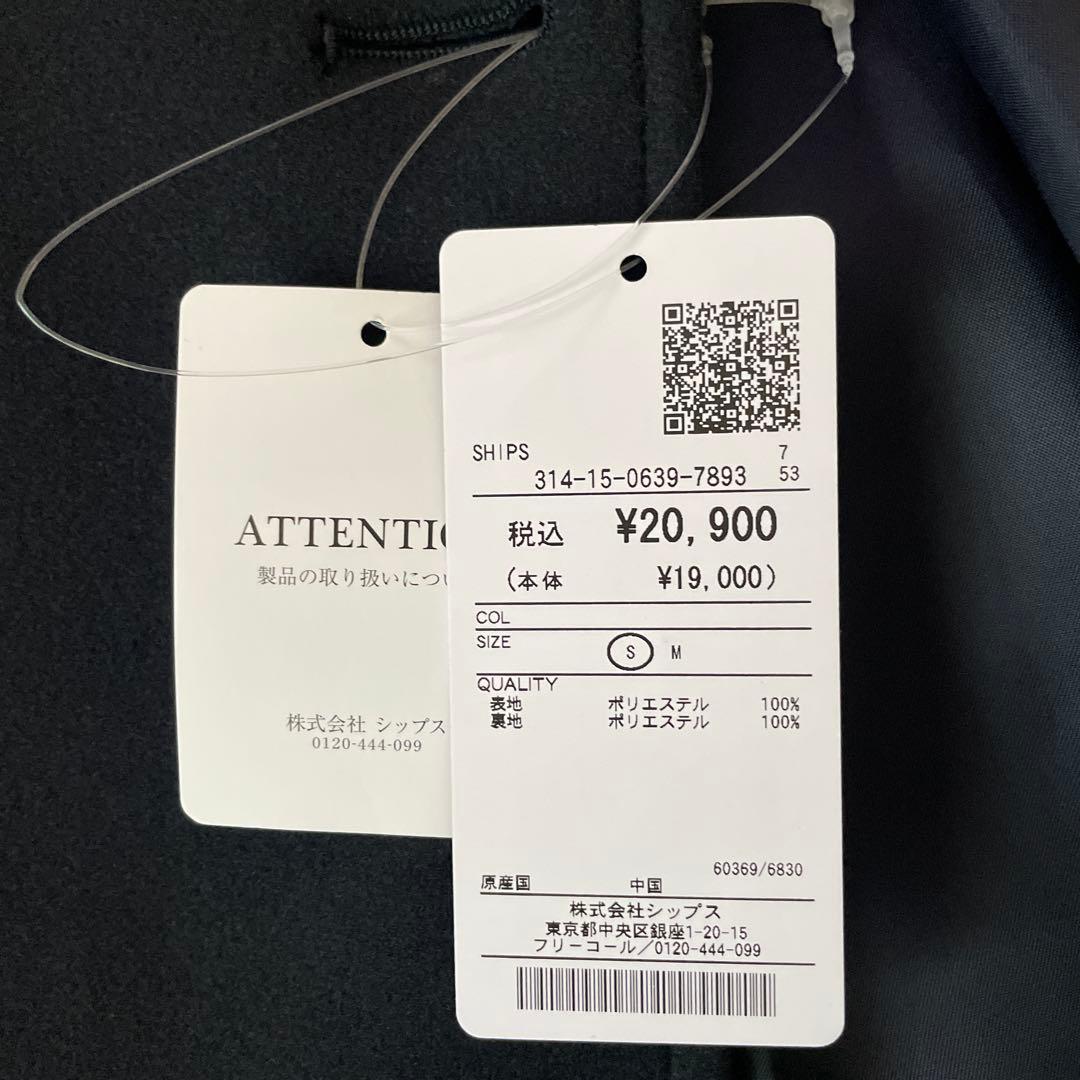 ATTENTIO
製品の取り扱いについ
株式会社 シップス
0120-444-099
SHIPS 7
314-15-0639-7893 53
税込 ¥20,900
(本体 ¥19,000)
COL
SIZE S M
QUALITY
表地 ポリエステル 100%
裏地 ポリエステル 100%
60369/6830
原産国 中国
株式会社シップス
東京都中央区銀座1-20-15
フリーコール/0120-444-099